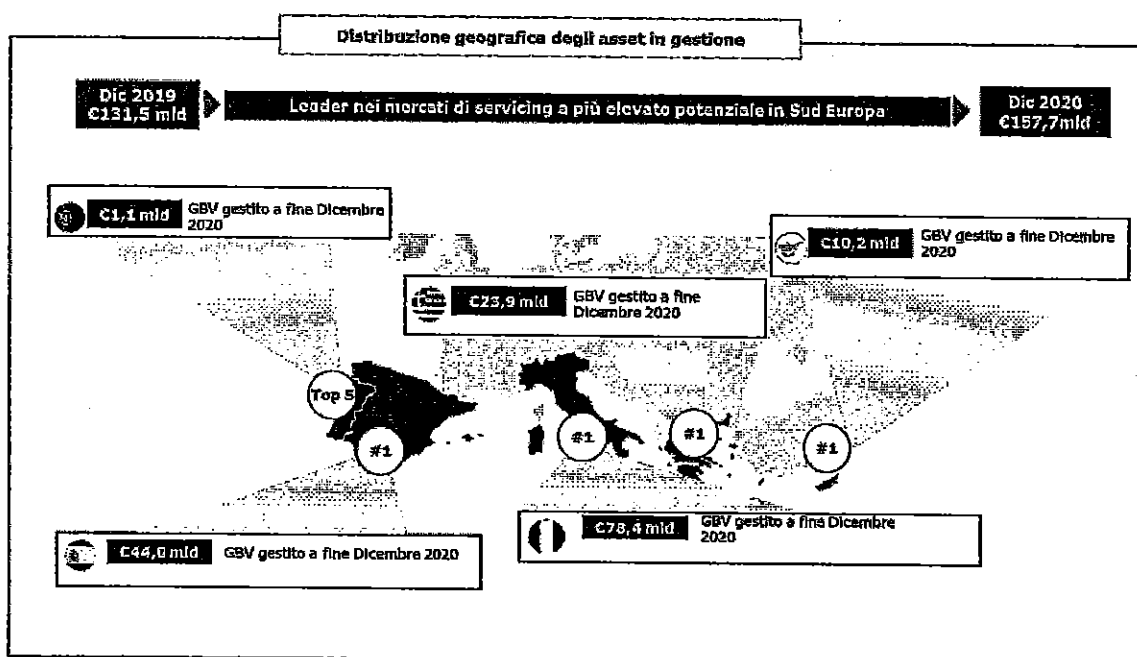 Distribuzione geografica degli asset in gestione
Dic 2019
€131,5 mld
Leader nei mercati di servicing a più elevato potenziale in Sud Europa
Dic 2020
€157,7mld
€1,1 mld
GBV gestito a fine Dicembre
2020
€10,2 mld
GBV gestito a fine Dicembre
2020
€23,9 mld
GBV gestito a fine
Dicembre 2020
Top 5
#1
#1
#1
#1
€44,0 mld
GBV gestito a fine Dicembre 2020
€78,4 mld
GBV gestito a fine Dicembre
2020